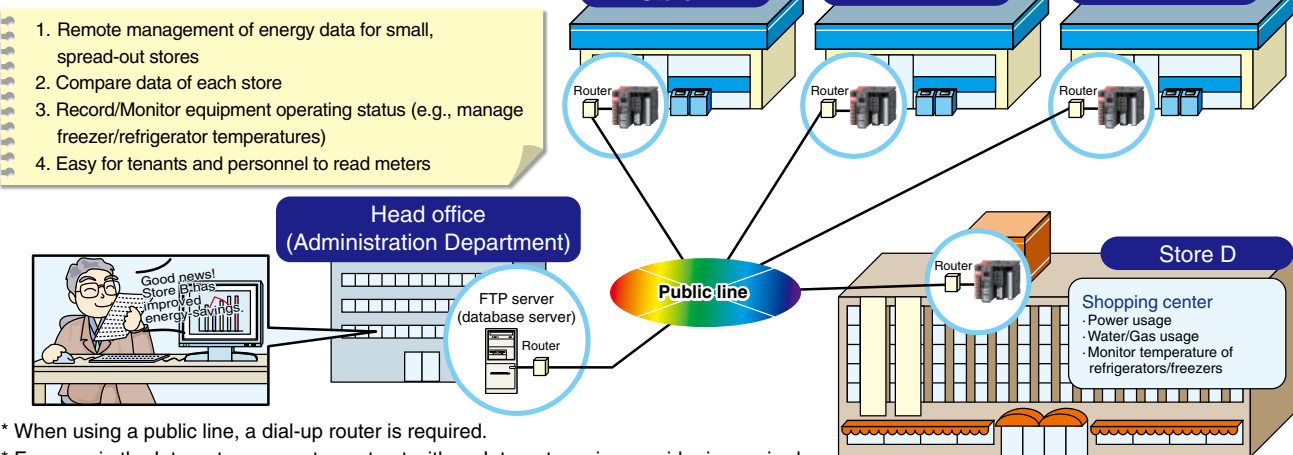 1. Remote management of energy data for small,
spread-out stores
2. Compare data of each store
3. Record/Monitor equipment operating status (e.g., manage
freezer/refrigerator temperatures)
4. Easy for tenants and personnel to read meters
Router
Router
Router
Head office
(Administration Department)
Good news!
Store B has
improved
energy-savings.
FTP server
(database server)
Router
Public line
Router
Store D
Shopping center
· Power usage
· Water/Gas usage
· Monitor temperature of
refrigerators/freezers
* When using a public line, a dial-up router is required.